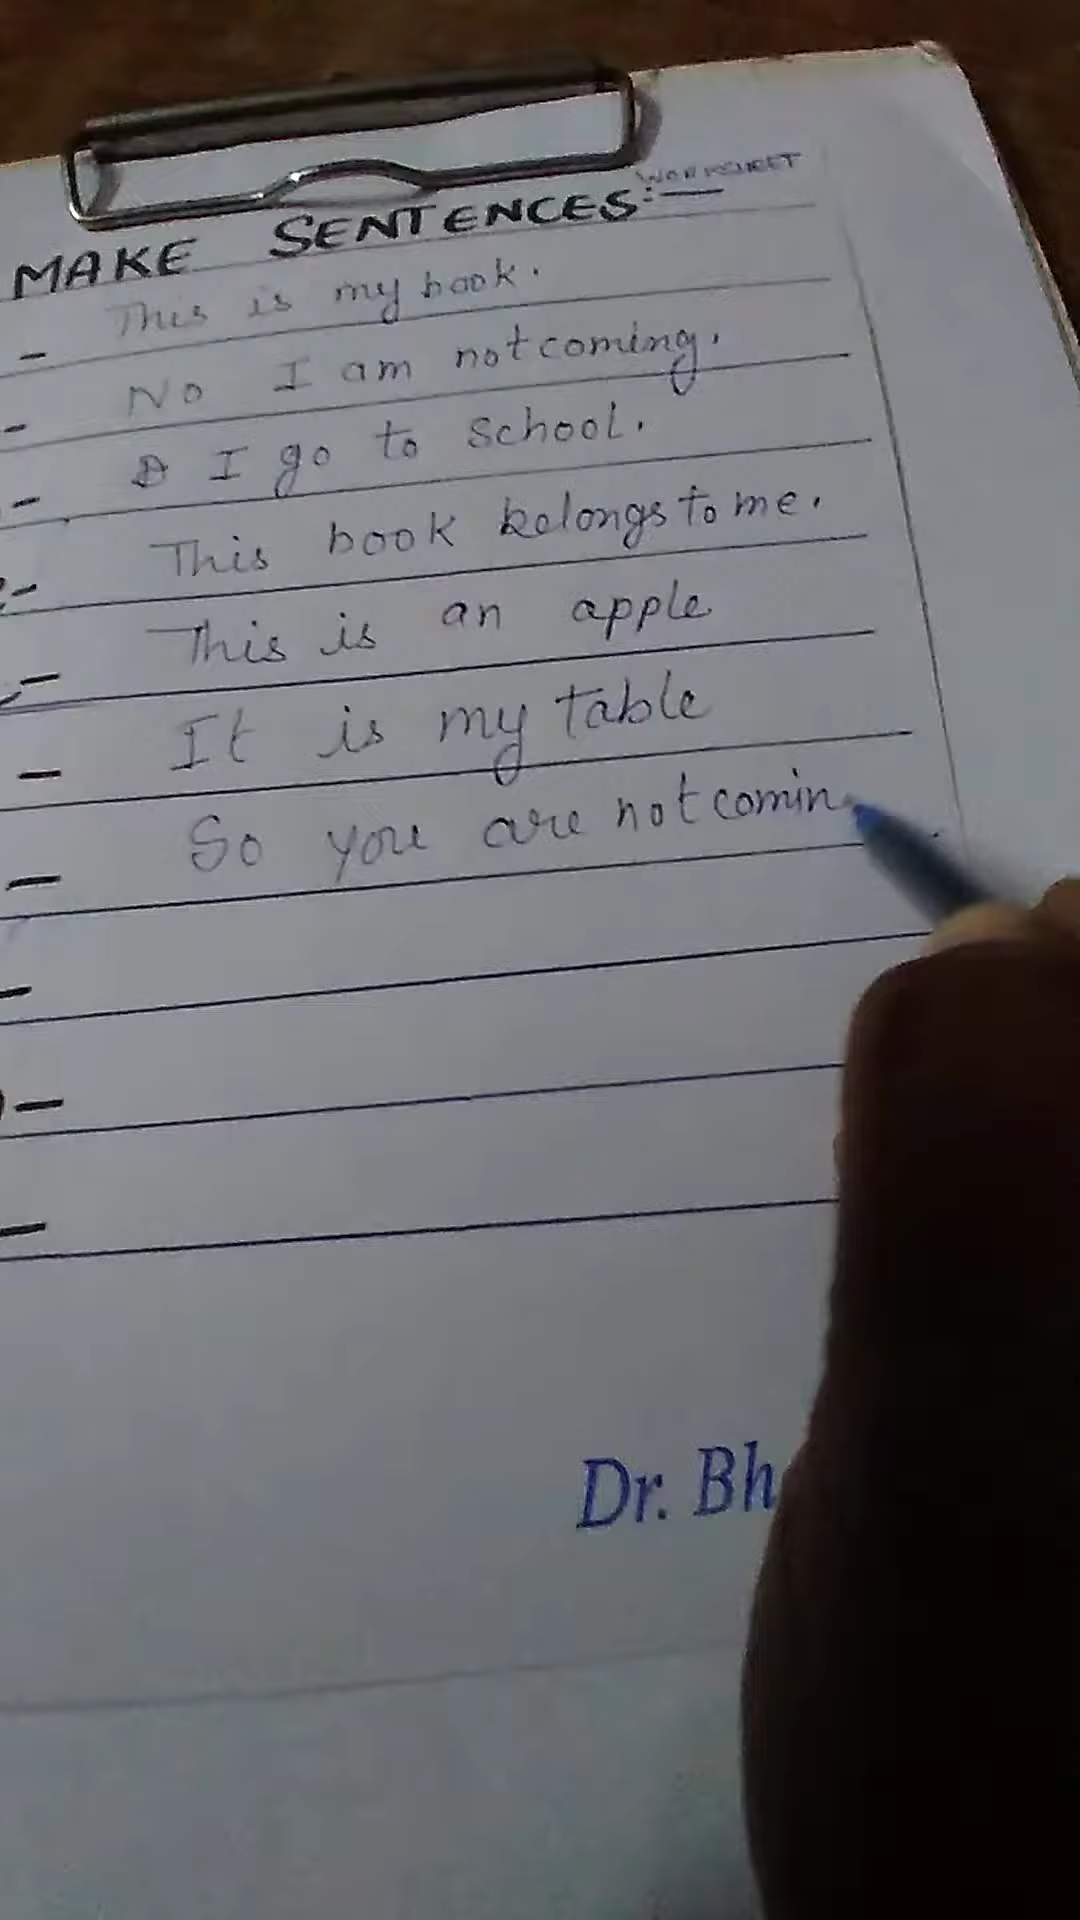 WORKSHEET
MAKE SENTENCES:—
- This is my book.
- No I am not coming.
- I go to school.
- This book belongs to me.
- This is an apple
- It is my table
- So you are not comin
-
-
-
Dr. Bh